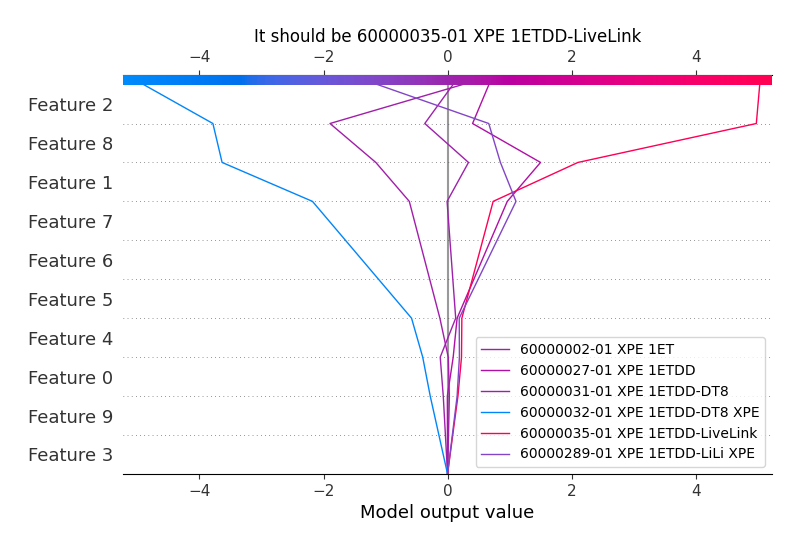 It should be 60000035-01 XPE 1ETDD-LiveLink
−4 −2 0 2 4
Feature 2
Feature 8
Feature 1
Feature 7
Feature 6
Feature 5
Feature 4
Feature 0
Feature 9
Feature 3
60000002-01 XPE 1ET
60000027-01 XPE 1ETDD
60000031-01 XPE 1ETDD-DT8
60000032-01 XPE 1ETDD-DT8 XPE
60000035-01 XPE 1ETDD-LiveLink
60000289-01 XPE 1ETDD-LiLi XPE
−4 −2 0 2 4
Model output value